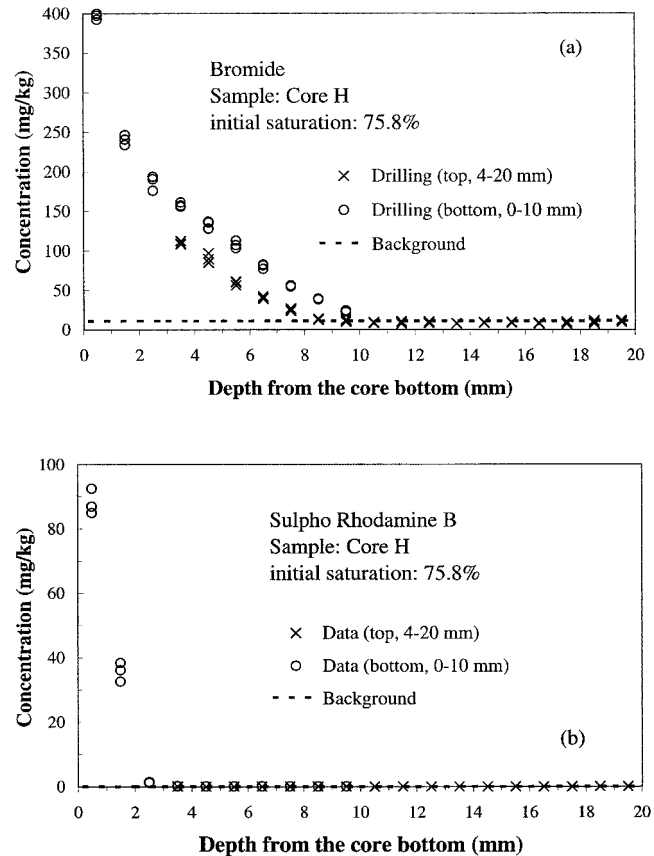 400
350
300
250
200
150
100
50
0
Concentration (mg/kg)
(a)
Bromide
Sample: Core H
initial saturation: 75.8%
× Drilling (top, 4-20 mm)
○ Drilling (bottom, 0-10 mm)
--- Background
0 2 4 6 8 10 12 14 16 18 20
Depth from the core bottom (mm)
100
80
60
40
20
0
Concentration (mg/kg)
Sulpho Rhodamine B
Sample: Core H
initial saturation: 75.8%
× Data (top, 4-20 mm)
○ Data (bottom, 0-10 mm)
--- Background
(b)
0 2 4 6 8 10 12 14 16 18 20
Depth from the core bottom (mm)